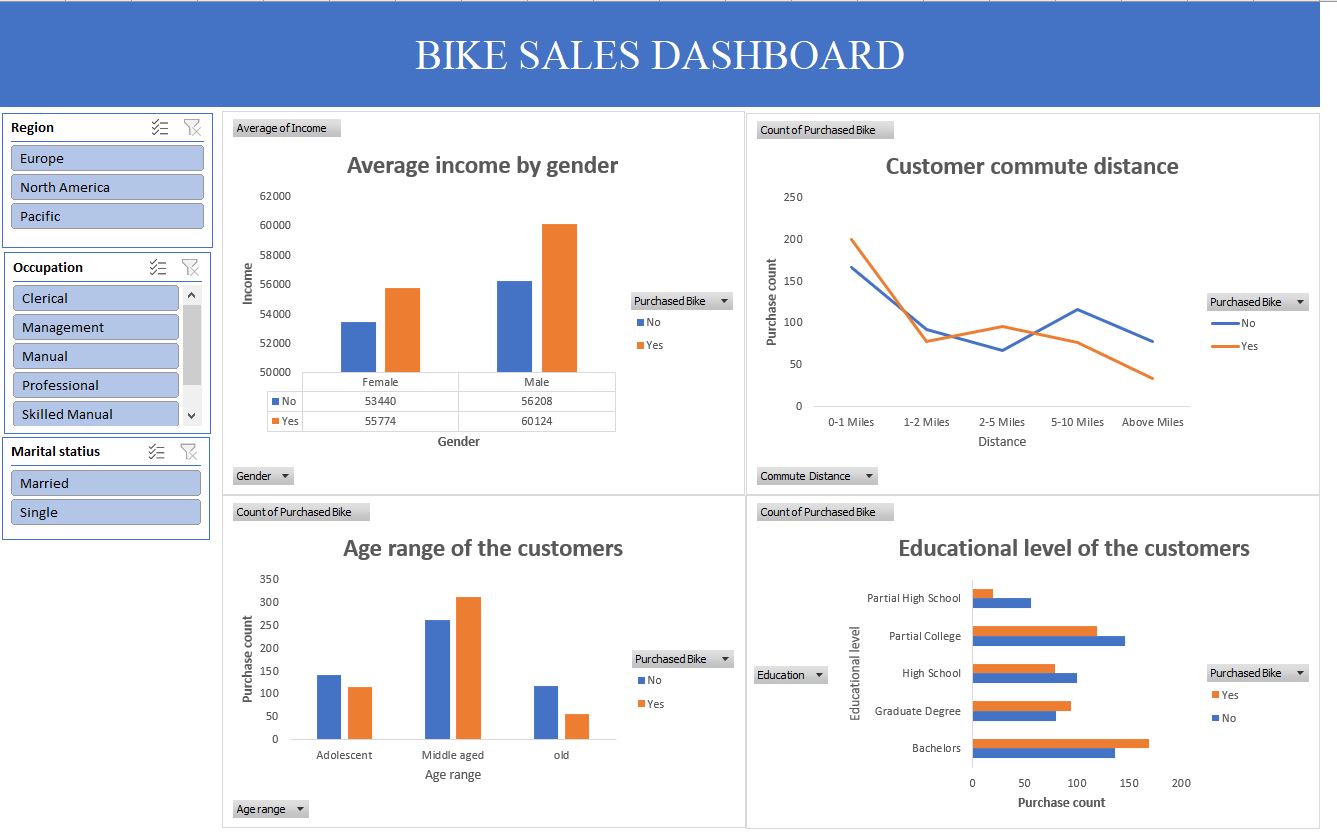 BIKE SALES DASHBOARD
Region
Europe
North America
Pacific
Occupation
Clerical
Management
Manual
Professional
Skilled Manual
Marital statius
Married
Single
Average of Income
Average income by gender
62000
60000
58000
56000
54000
52000
50000
Income
Female Male
No 53440 56208
Yes 55774 60124
Gender
Purchased Bike
No
Yes
Gender
Count of Purchased Bike
Customer commute distance
250
200
150
100
50
0
Purchase count
0-1 Miles 1-2 Miles 2-5 Miles 5-10 Miles Above Miles
Distance
Purchased Bike
No
Yes
Commute Distance
Count of Purchased Bike
Age range of the customers
350
300
250
200
150
100
50
0
Purchase count
Adolescent Middle aged old
Age range
Purchased Bike
No
Yes
Age range
Count of Purchased Bike
Educational level of the customers
Education
Educational level
Partial High School
Partial College
High School
Graduate Degree
Bachelors
0 50 100 150 200
Purchase count
Purchased Bike
Yes
No